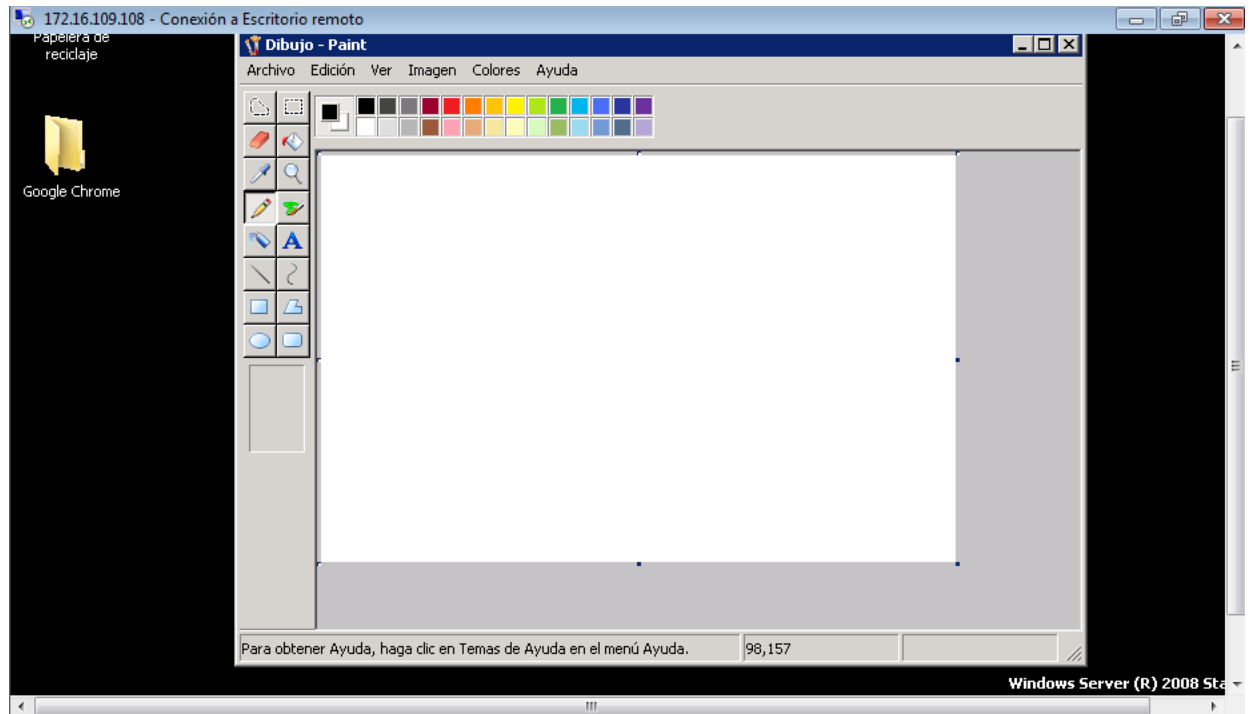 172.16.109.108 - Conexión a Escritorio remoto
Papelera de
reciclaje
Dibujo - Paint
Archivo Edición Ver Imagen Colores Ayuda
A
Google Chrome
Para obtener Ayuda, haga clic en Temas de Ayuda en el menú Ayuda.
98,157
Windows Server (R) 2008 Sta